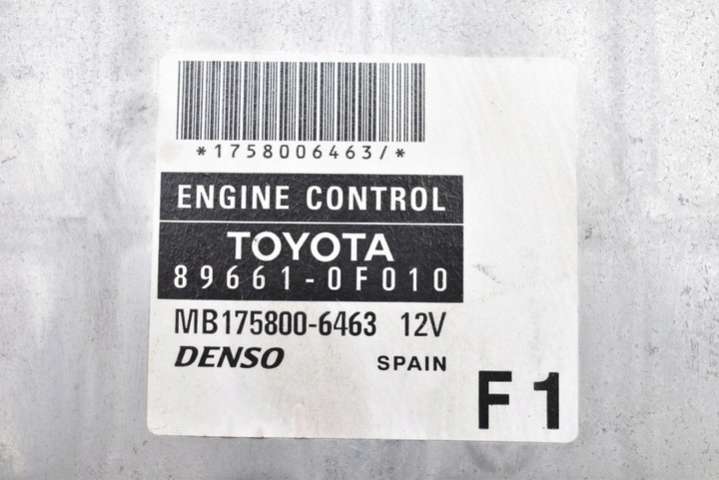 *1758006463/*
ENGINE CONTROL
TOYOTA
89661-0F010
MB175800-6463 12V
DENSO SPAIN
F1